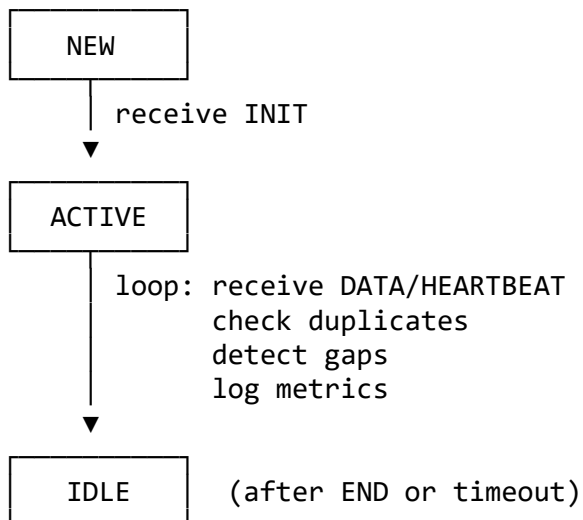 NEW
receive INIT
ACTIVE
loop: receive DATA/HEARTBEAT
check duplicates
detect gaps
log metrics
IDLE (after END or timeout)